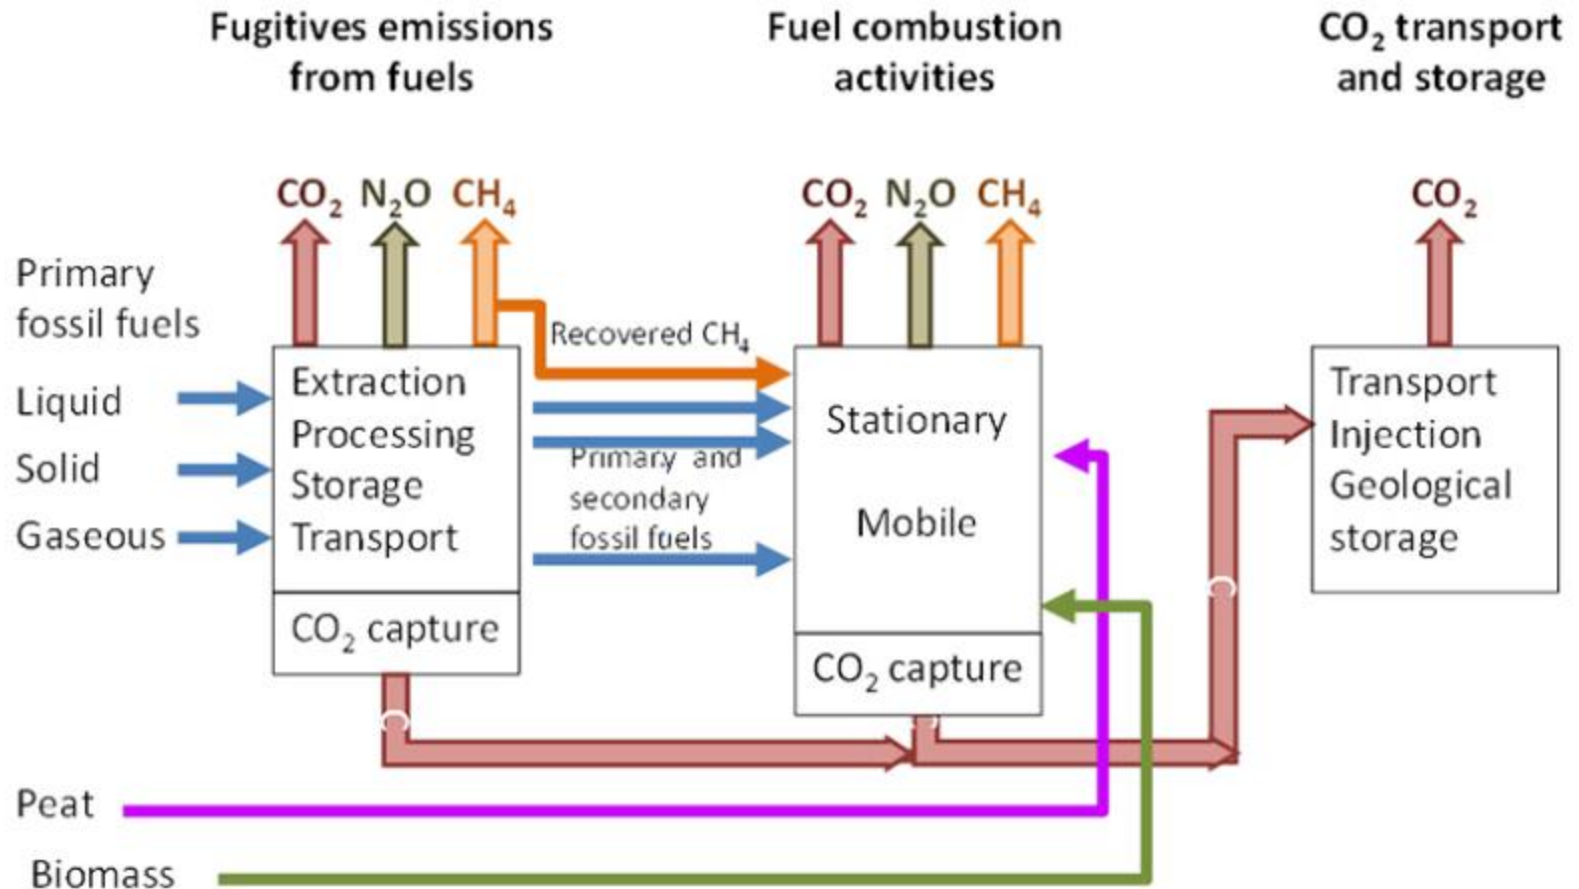 Fugitives emissions
from fuels
Fuel combustion
activities
CO₂ transport
and storage
CO₂ N₂O CH₄
CO₂ N₂O CH₄
CO₂
Primary
fossil fuels
Liquid
Solid
Gaseous
Extraction
Processing
Storage
Transport
CO₂ capture
Recovered CH₄
Primary and
secondary
fossil fuels
Stationary
Mobile
CO₂ capture
Transport
Injection
Geological
storage
Peat
Biomass